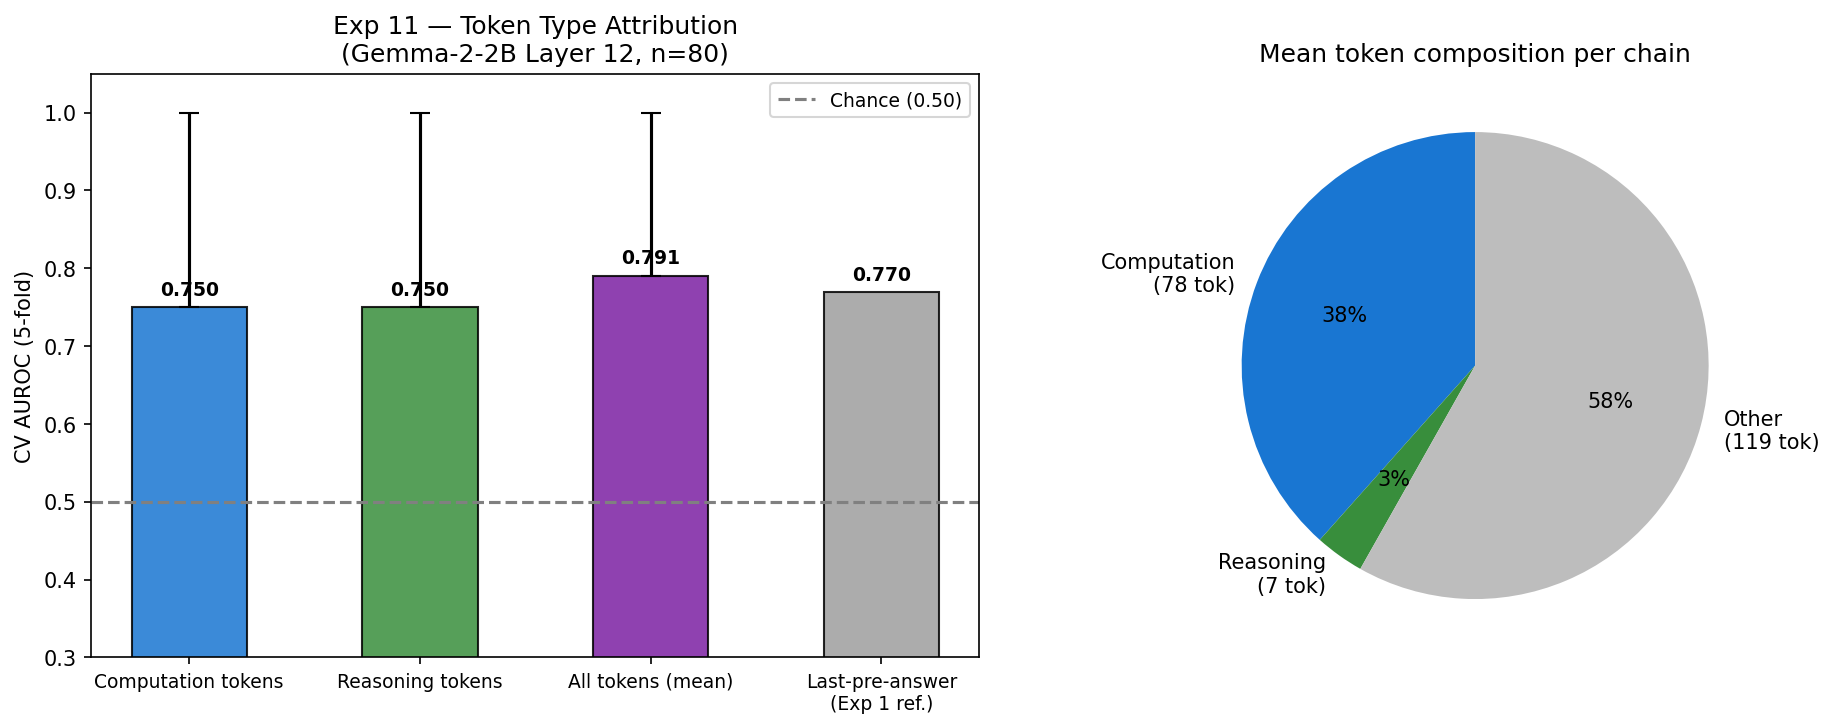 Exp 11 — Token Type Attribution
(Gemma-2-2B Layer 12, n=80)
Chance (0.50)
CV AUROC (5-fold)
1.0
0.9
0.8
0.7
0.6
0.5
0.4
0.3
0.750
0.750
0.791
0.770
Computation tokens
Reasoning tokens
All tokens (mean)
Last-pre-answer
(Exp 1 ref.)
Mean token composition per chain
Computation
(78 tok)
38%
Reasoning
(7 tok)
3%
58%
Other
(119 tok)